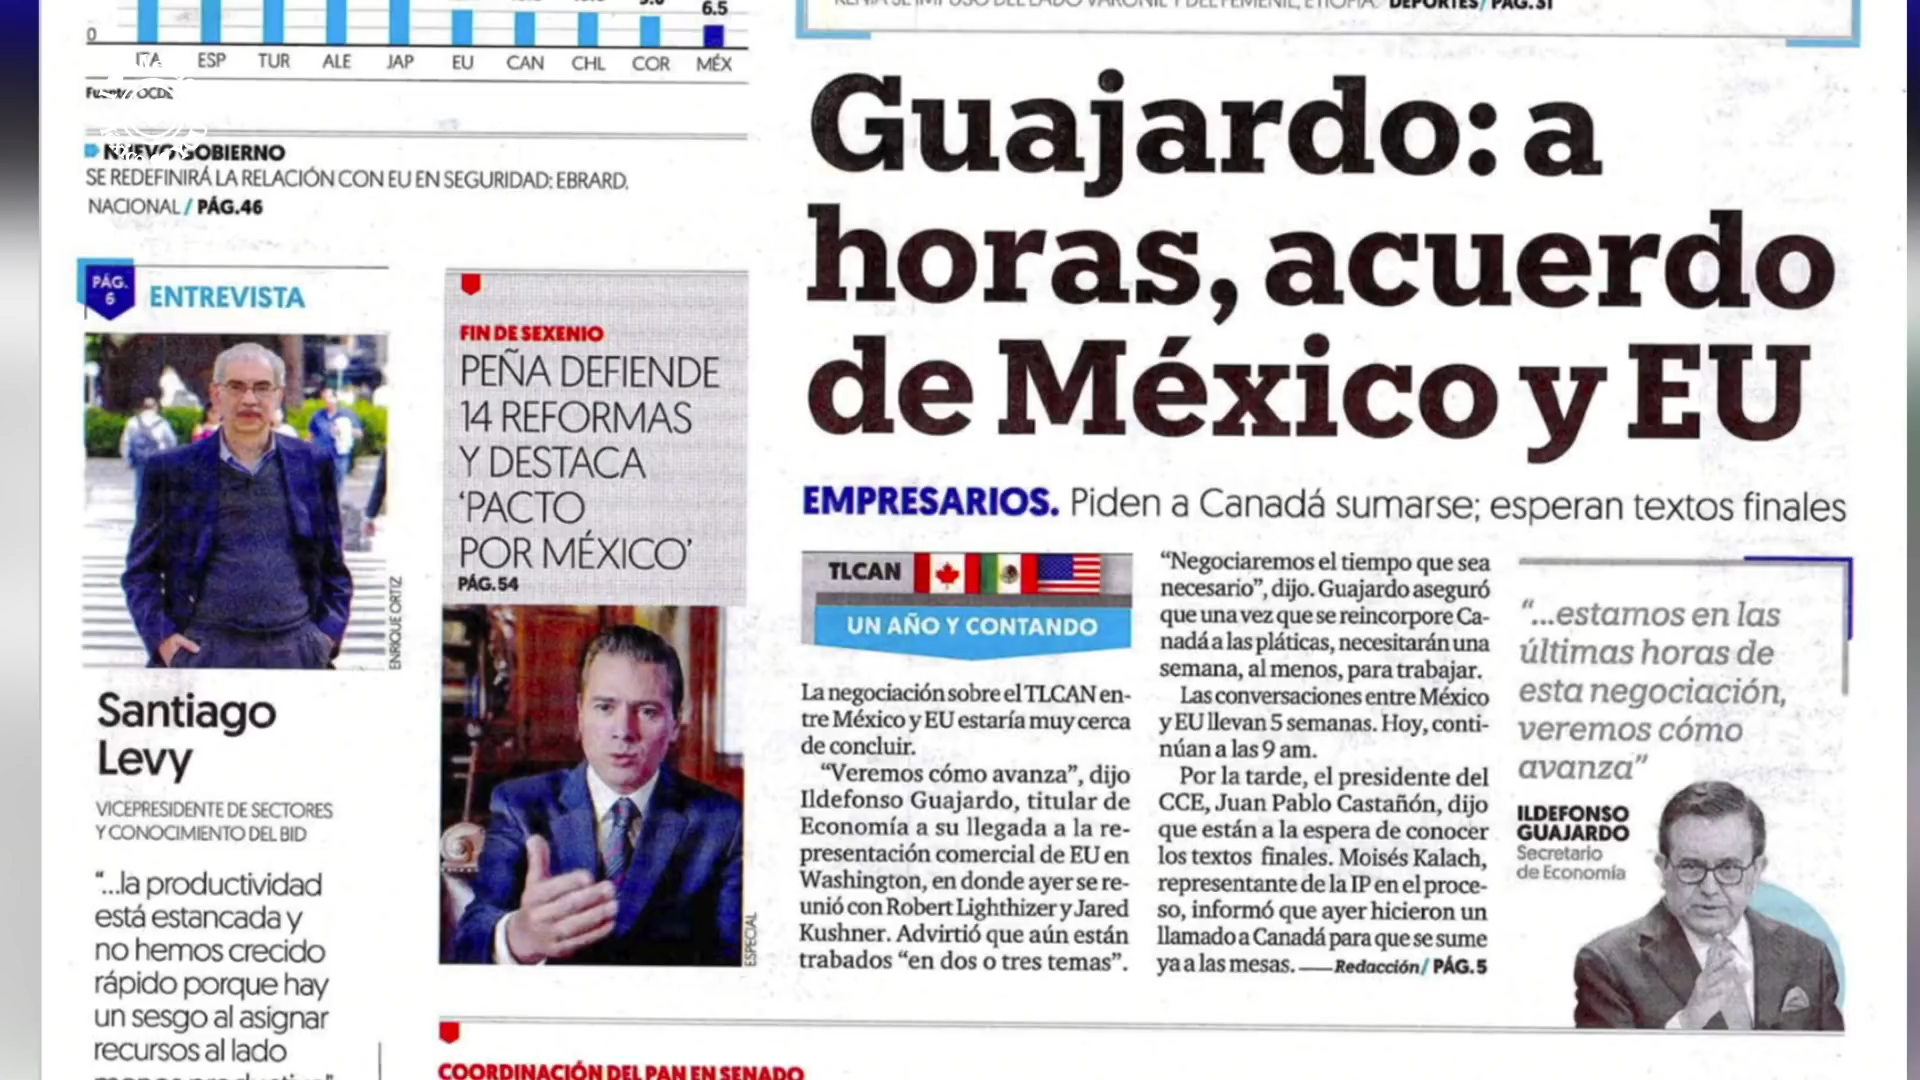 6.5
0
ESP TUR ALE JAP EU CAN CHL COR MÉX
NUEVO GOBIERNO
SE REDEFINIRÁ LA RELACIÓN CON EU EN SEGURIDAD: EBRARD.
NACIONAL / PÁG.46
PÁG.
6
ENTREVISTA
ENRIQUE ORTIZ
Santiago
Levy
VICEPRESIDENTE DE SECTORES
Y CONOCIMIENTO DEL BID
“...la productividad
está estancada y
no hemos crecido
rápido porque hay
un sesgo al asignar
recursos al lado
FIN DE SEXENIO
PEÑA DEFIENDE
14 REFORMAS
Y DESTACA
‘PACTO
POR MÉXICO’
PÁG.54
ESPECIAL
DEPORTES / PÁG.31
Guajardo: a
horas, acuerdo
de México y EU
EMPRESARIOS. Piden a Canadá sumarse; esperan textos finales
TLCAN
UN AÑO Y CONTANDO
La negociación sobre el TLCAN en-
tre México y EU estaría muy cerca
de concluir.
“Veremos cómo avanza”, dijo
Ildefonso Guajardo, titular de
Economía a su llegada a la re-
presentación comercial de EU en
Washington, en donde ayer se re-
unió con Robert Lighthizer y Jared
Kushner. Advirtió que aún están
trabados “en dos o tres temas”.
“Negociaremos el tiempo que sea
necesario”, dijo. Guajardo aseguró
que una vez que se reincorpore Ca-
nadá a las pláticas, necesitarán una
semana, al menos, para trabajar.
Las conversaciones entre México
y EU llevan 5 semanas. Hoy, conti-
núan a las 9 am.
Por la tarde, el presidente del
CCE, Juan Pablo Castañón, dijo
que están a la espera de conocer
los textos finales. Moisés Kalach,
representante de la IP en el proce-
so, informó que ayer hicieron un
llamado a Canadá para que se sume
ya a las mesas. —Redacción / PÁG.5
“...estamos en las
últimas horas de
esta negociación,
veremos cómo
avanza”
ILDEFONSO
GUAJARDO
Secretario
de Economía
COORDINACIÓN DEL PAN EN SENADO